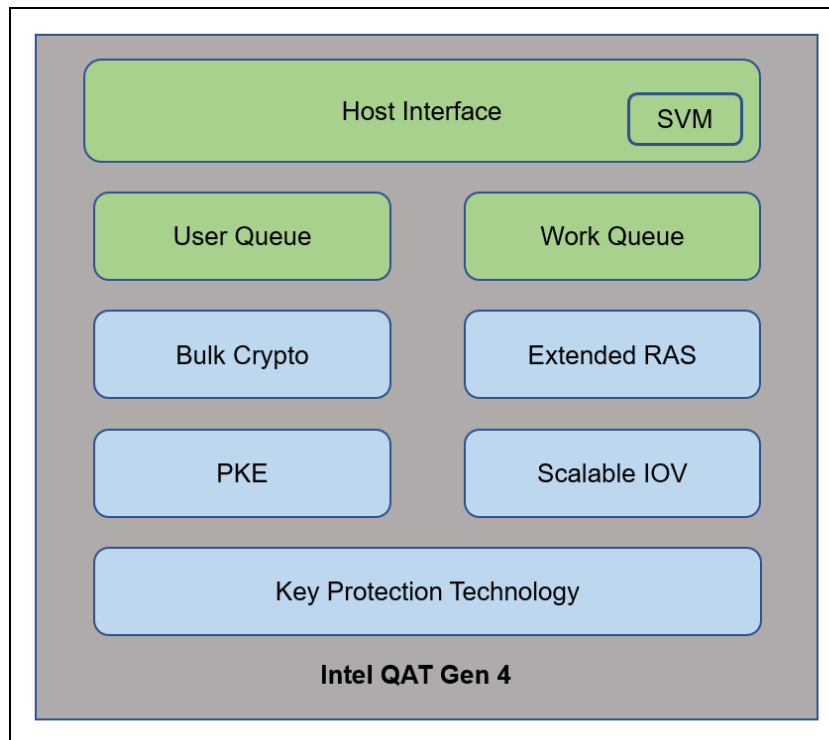 Host Interface
SVM
User Queue
Work Queue
Bulk Crypto
Extended RAS
PKE
Scalable IOV
Key Protection Technology
Intel QAT Gen 4